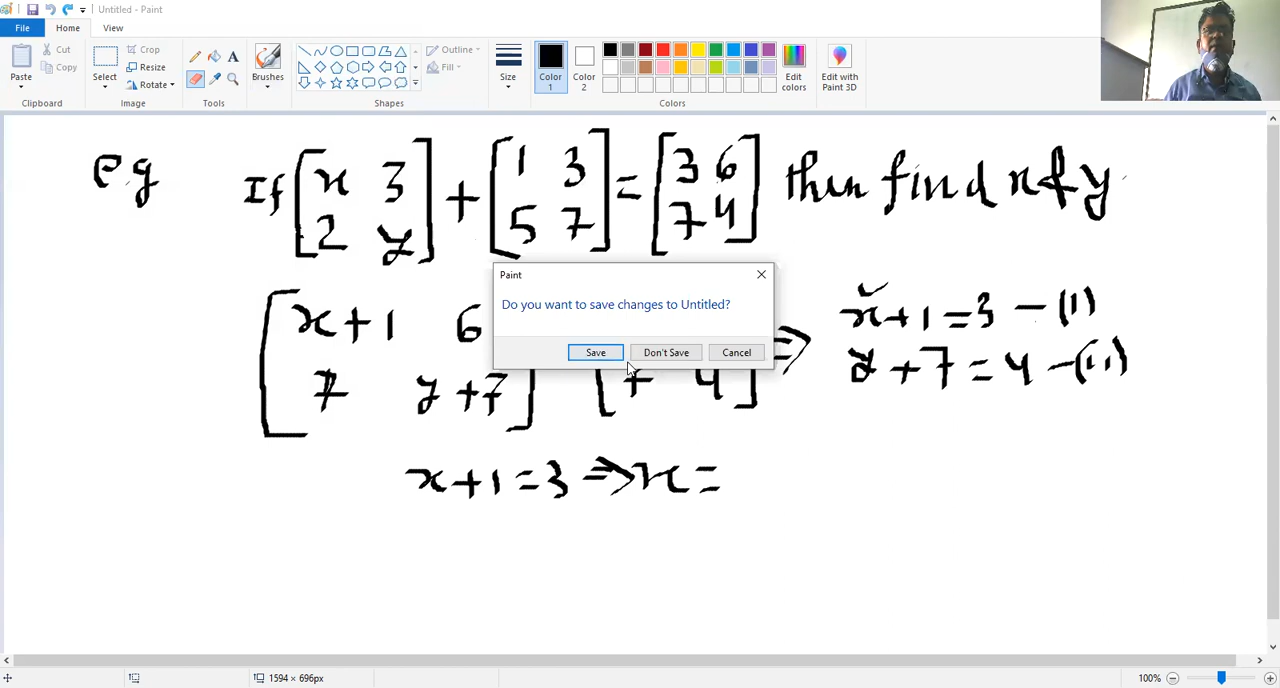 Untitled - Paint
File Home View
Paste Cut Copy Select Crop Resize Rotate A Brushes Outline Fill Size Color 1 Color 2 Edit colors Edit with Paint 3D
Clipboard Image Tools Shapes Colors
e.g If [x 3 + [1 3 = [3 6 then find x & y
2 y] 5 7] 7 4]
Paint
Do you want to save changes to Untitled?
Save Don't Save Cancel
[x+1 6 ⇒ x+1=3 -(i)
7 y+7] [7 4] y+7=4 -(ii)
x+1=3 ⇒ x=
1594 × 696px 100%